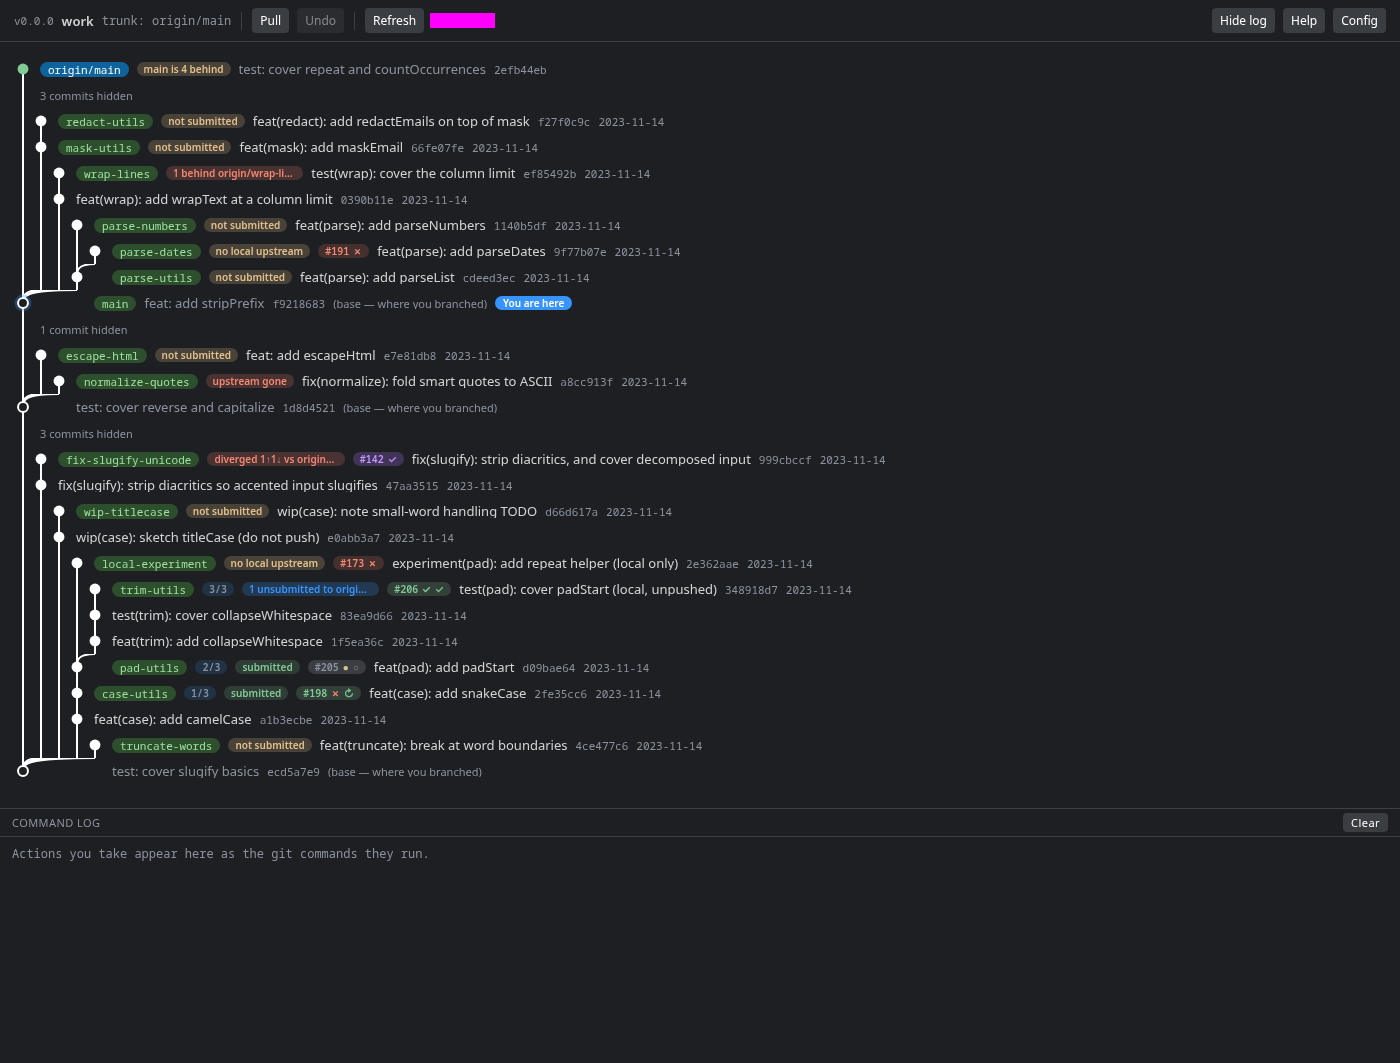 v0.0.0 work trunk: origin/main Pull Undo Refresh Hide log Help Config
origin/main main is 4 behind test: cover repeat and countOccurrences 2efb44eb
3 commits hidden
redact-utils not submitted feat(redact): add redactEmails on top of mask f27f0c9c 2023-11-14
mask-utils not submitted feat(mask): add maskEmail 66fe07fe 2023-11-14
wrap-lines 1 behind origin/wrap-li... test(wrap): cover the column limit ef85492b 2023-11-14
feat(wrap): add wrapText at a column limit 0390b11e 2023-11-14
parse-numbers not submitted feat(parse): add parseNumbers 1140b5df 2023-11-14
parse-dates no local upstream #191 × feat(parse): add parseDates 9f77b07e 2023-11-14
parse-utils not submitted feat(parse): add parseList cdeed3ec 2023-11-14
main feat: add stripPrefix f9218683 (base — where you branched) You are here
1 commit hidden
escape-html not submitted feat: add escapeHtml e7e81db8 2023-11-14
normalize-quotes upstream gone fix(normalize): fold smart quotes to ASCII a8cc913f 2023-11-14
test: cover reverse and capitalize 1d8d4521 (base — where you branched)
3 commits hidden
fix-slugify-unicode diverged 1↑1↓ vs origin... #142 ✓ fix(slugify): strip diacritics, and cover decomposed input 999cbccf 2023-11-14
fix(slugify): strip diacritics so accented input slugifies 47aa3515 2023-11-14
wip-titlecase not submitted wip(case): note small-word handling TODO d66d617a 2023-11-14
wip(case): sketch titleCase (do not push) e0abb3a7 2023-11-14
local-experiment no local upstream #173 × experiment(pad): add repeat helper (local only) 2e362aae 2023-11-14
trim-utils 3/3 1 unsubmitted to origi... #206 ✓ ✓ test(pad): cover padStart (local, unpushed) 348918d7 2023-11-14
test(trim): cover collapseWhitespace 83ea9d66 2023-11-14
feat(trim): add collapseWhitespace 1f5ea36c 2023-11-14
pad-utils 2/3 submitted #205 ● ○ feat(pad): add padStart d09bae64 2023-11-14
case-utils 1/3 submitted #198 × ↻ feat(case): add snakeCase 2fe35cc6 2023-11-14
feat(case): add camelCase a1b3ecbe 2023-11-14
truncate-words not submitted feat(truncate): break at word boundaries 4ce477c6 2023-11-14
test: cover slugify basics ecd5a7e9 (base — where you branched)
COMMAND LOG Clear
Actions you take appear here as the git commands they run.